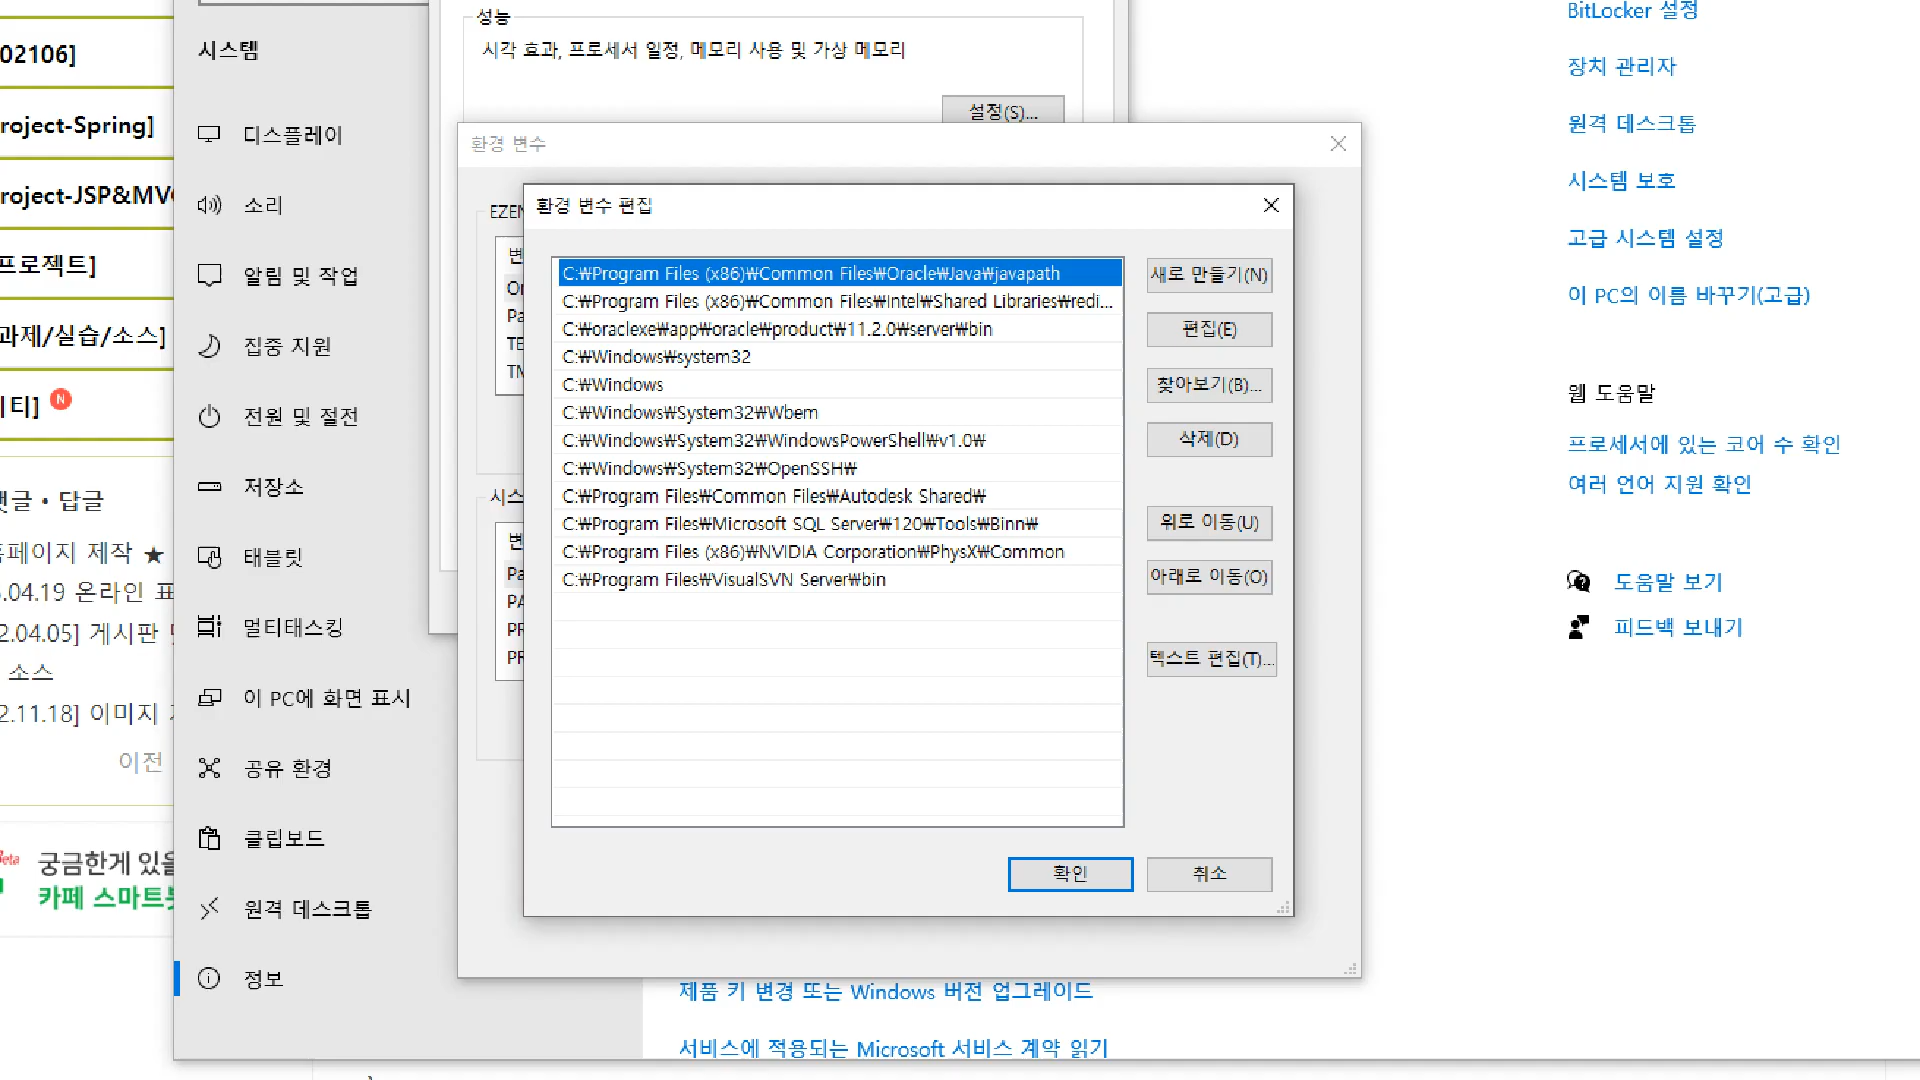 02106]
roject-Spring]
roject-JSP&MV
프로젝트]
과제/실습/소스]
티]
N
댓글 • 답글
홈페이지 제작 ★
.04.19 온라인 표
2.04.05] 게시판
소스
2.11.18] 이미지
이전
eta
궁금한게 있을
카페 스마트봇
시스템
디스플레이
소리
알림 및 작업
집중 지원
전원 및 절전
저장소
태블릿
멀티태스킹
이 PC에 화면 표시
공유 환경
클립보드
원격 데스크톱
정보
성능
시각 효과, 프로세서 일정, 메모리 사용 및 가상 메모리
설정(S)...
환경 변수
EZEN
변
On
Pa
TE
TM
시스
변
Pa
PA
PR
PR
환경 변수 편집
C:₩Program Files (x86)₩Common Files₩Oracle₩Java₩javapath
C:₩Program Files (x86)₩Common Files₩Intel₩Shared Libraries₩redi...
C:₩oraclexe₩app₩oracle₩product₩11.2.0₩server₩bin
C:₩Windows₩system32
C:₩Windows
C:₩Windows₩System32₩Wbem
C:₩Windows₩System32₩WindowsPowerShell₩v1.0₩
C:₩Windows₩System32₩OpenSSH₩
C:₩Program Files₩Common Files₩Autodesk Shared₩
C:₩Program Files₩Microsoft SQL Server₩120₩Tools₩Binn₩
C:₩Program Files (x86)₩NVIDIA Corporation₩PhysX₩Common
C:₩Program Files₩VisualSVN Server₩bin
새로 만들기(N)
편집(E)
찾아보기(B)...
삭제(D)
위로 이동(U)
아래로 이동(O)
텍스트 편집(T)...
확인
취소
제품 키 변경 또는 Windows 버전 업그레이드
서비스에 적용되는 Microsoft 서비스 계약 읽기
BitLocker 설정
장치 관리자
원격 데스크톱
시스템 보호
고급 시스템 설정
이 PC의 이름 바꾸기(고급)
웹 도움말
프로세서에 있는 코어 수 확인
여러 언어 지원 확인
도움말 보기
피드백 보내기